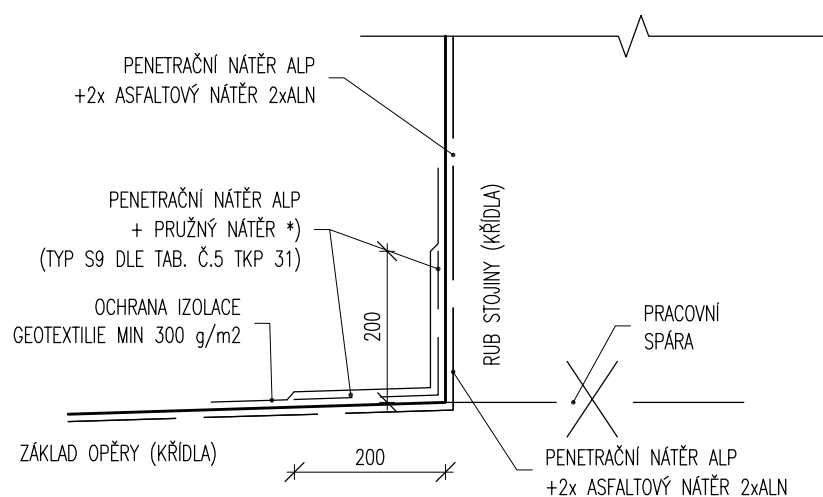 PENETRAČNÍ NÁTĚR ALP
+2x ASFALTOVÝ NÁTĚR 2xALN
PENETRAČNÍ NÁTĚR ALP
+ PRUŽNÝ NÁTĚR *)
(TYP S9 DLE TAB. Č.5 TKP 31)
OCHRANA IZOLACE
GEOTEXTILIE MIN 300 g/m2
200
RUB STOJINY (KŘÍDLA)
PRACOVNÍ
SPÁRA
ZÁKLAD OPĚRY (KŘÍDLA)
200
PENETRAČNÍ NÁTĚR ALP
+2x ASFALTOVÝ NÁTĚR 2xALN